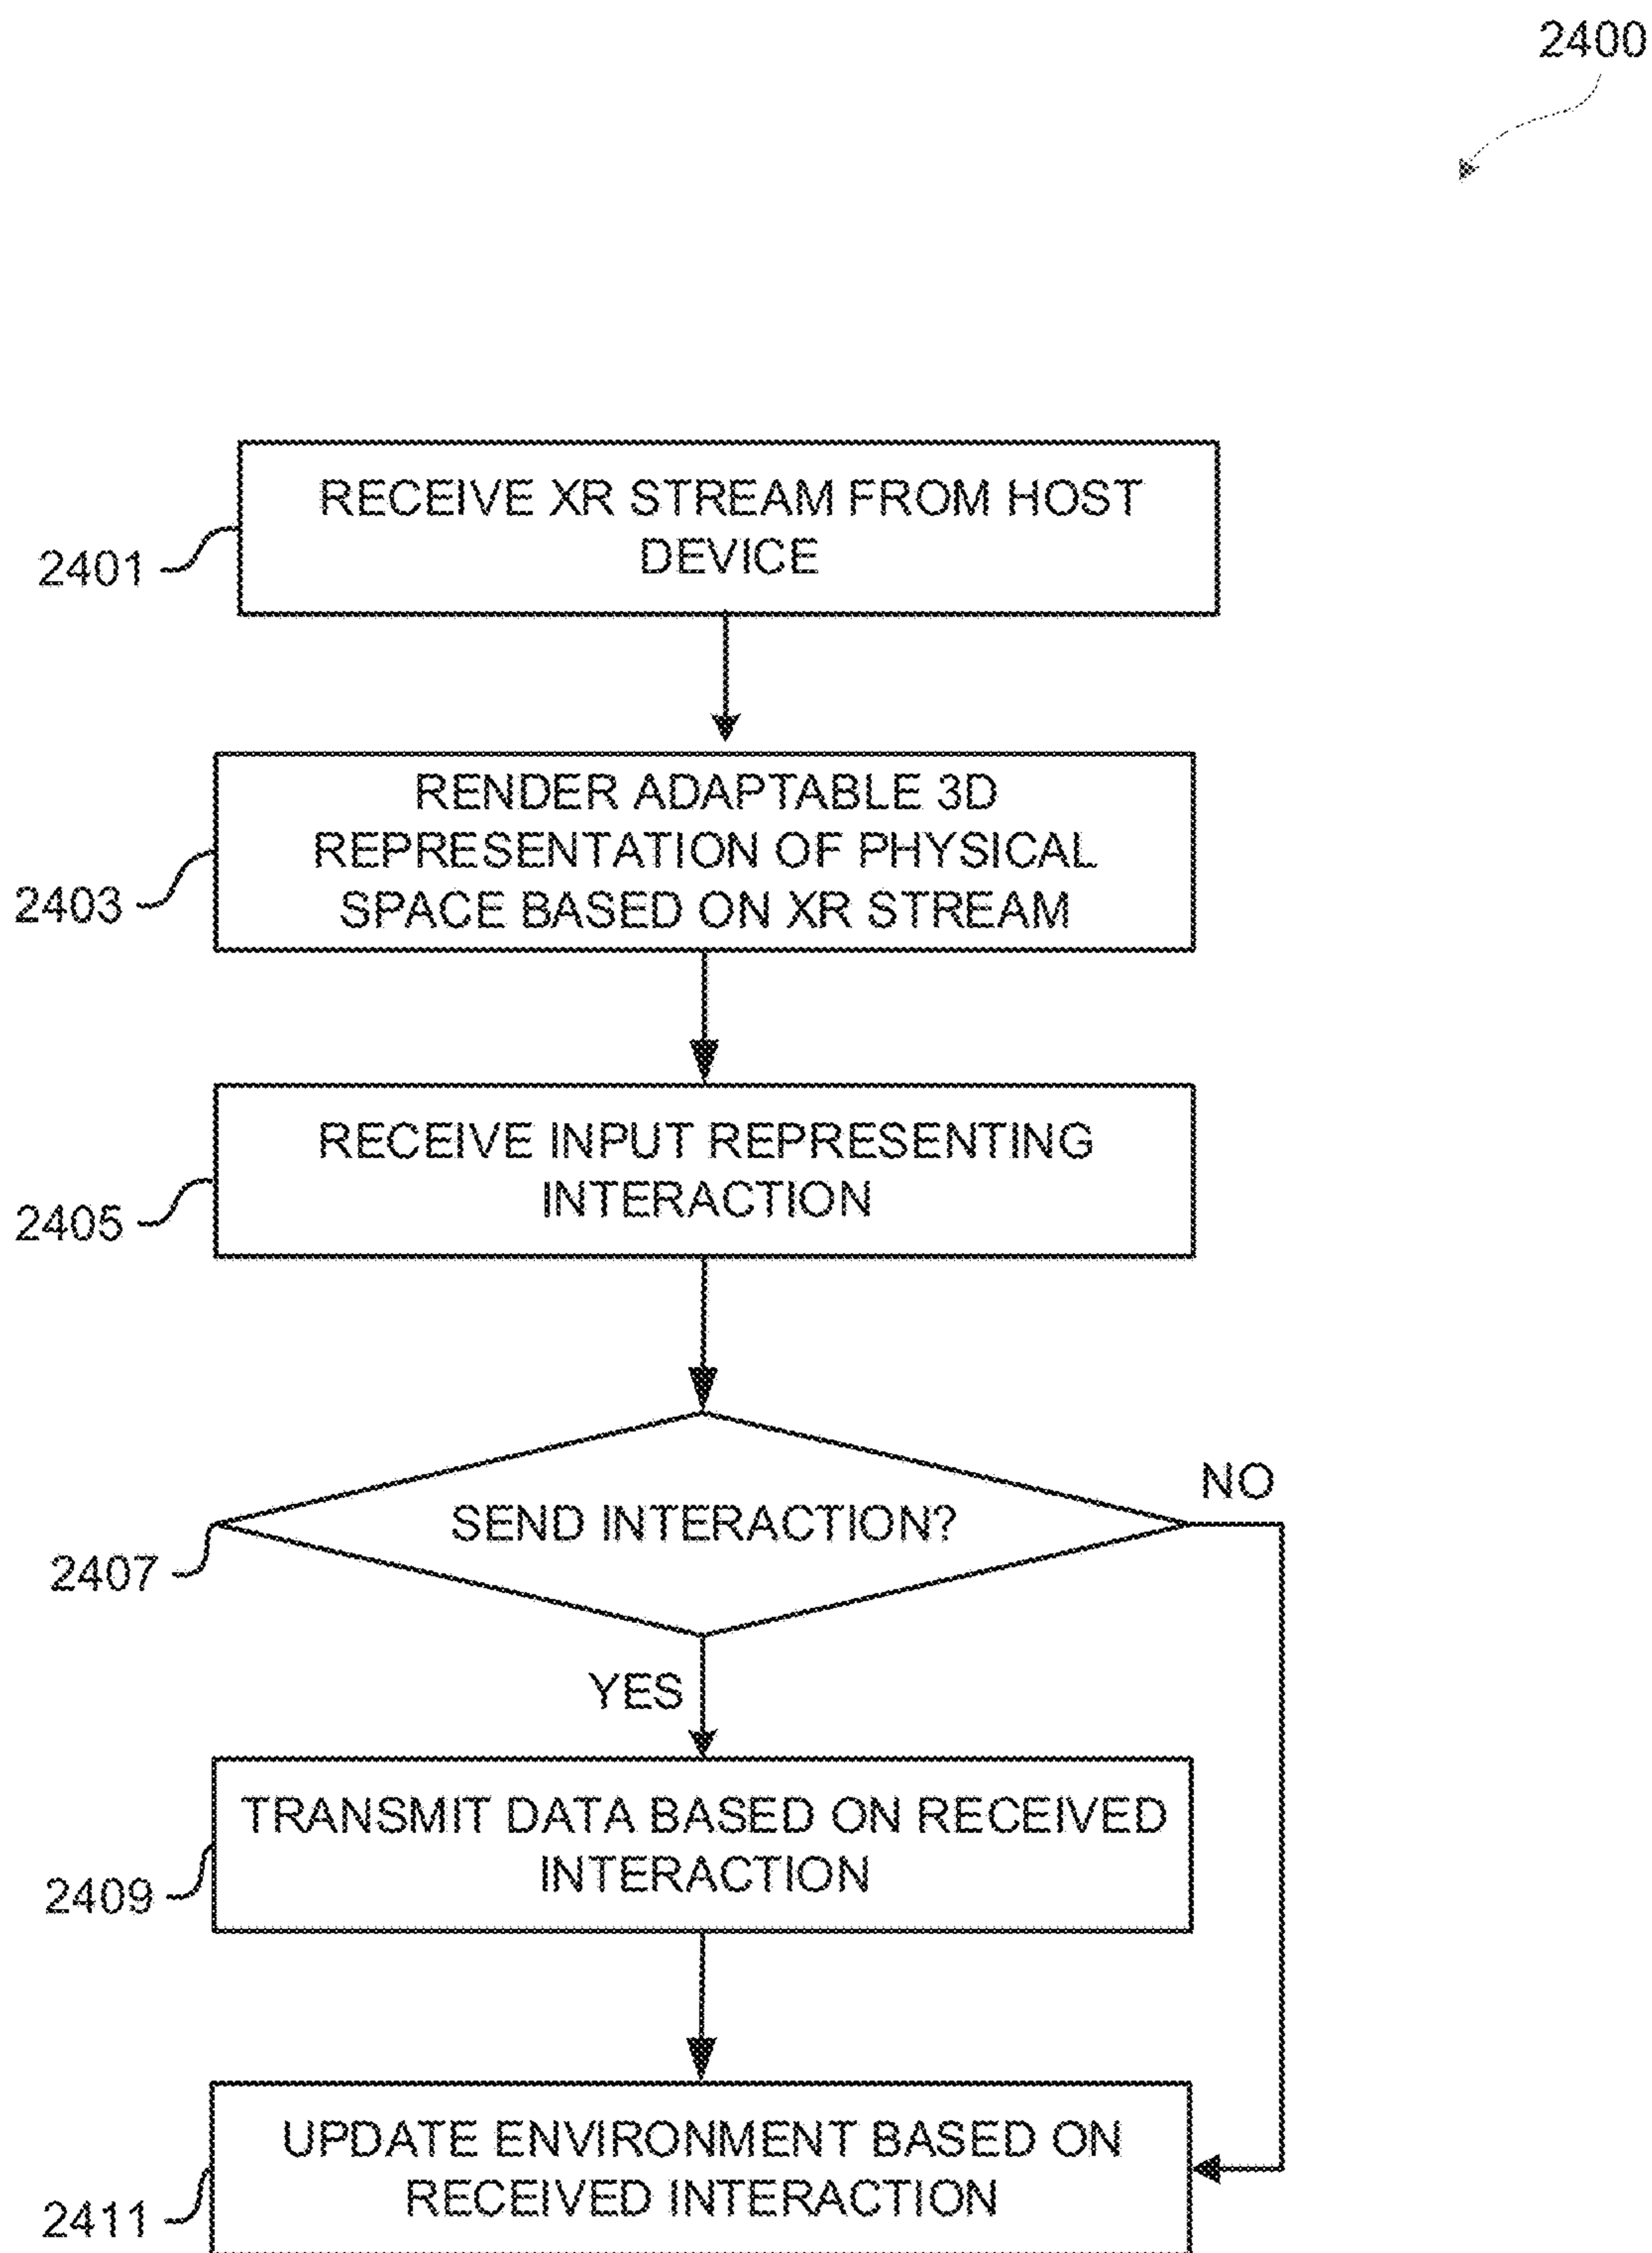 2400
RECEIVE XR STREAM FROM HOST
DEVICE
2401
RENDER ADAPTABLE 3D
REPRESENTATION OF PHYSICAL
SPACE BASED ON XR STREAM
2403
RECEIVE INPUT REPRESENTING
INTERACTION
2405
NO
SEND INTERACTION?
2407
YES
TRANSMIT DATA BASED ON RECEIVED
INTERACTION
2409
UPDATE ENVIRONMENT BASED ON
RECEIVED INTERACTION
2411